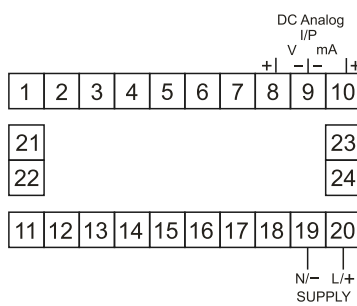 DC Analog
I/P
V mA
+ − − +
1 2 3 4 5 6 7 8 9 10
21 23
22 24
11 12 13 14 15 16 17 18 19 20
N/− L/+
SUPPLY